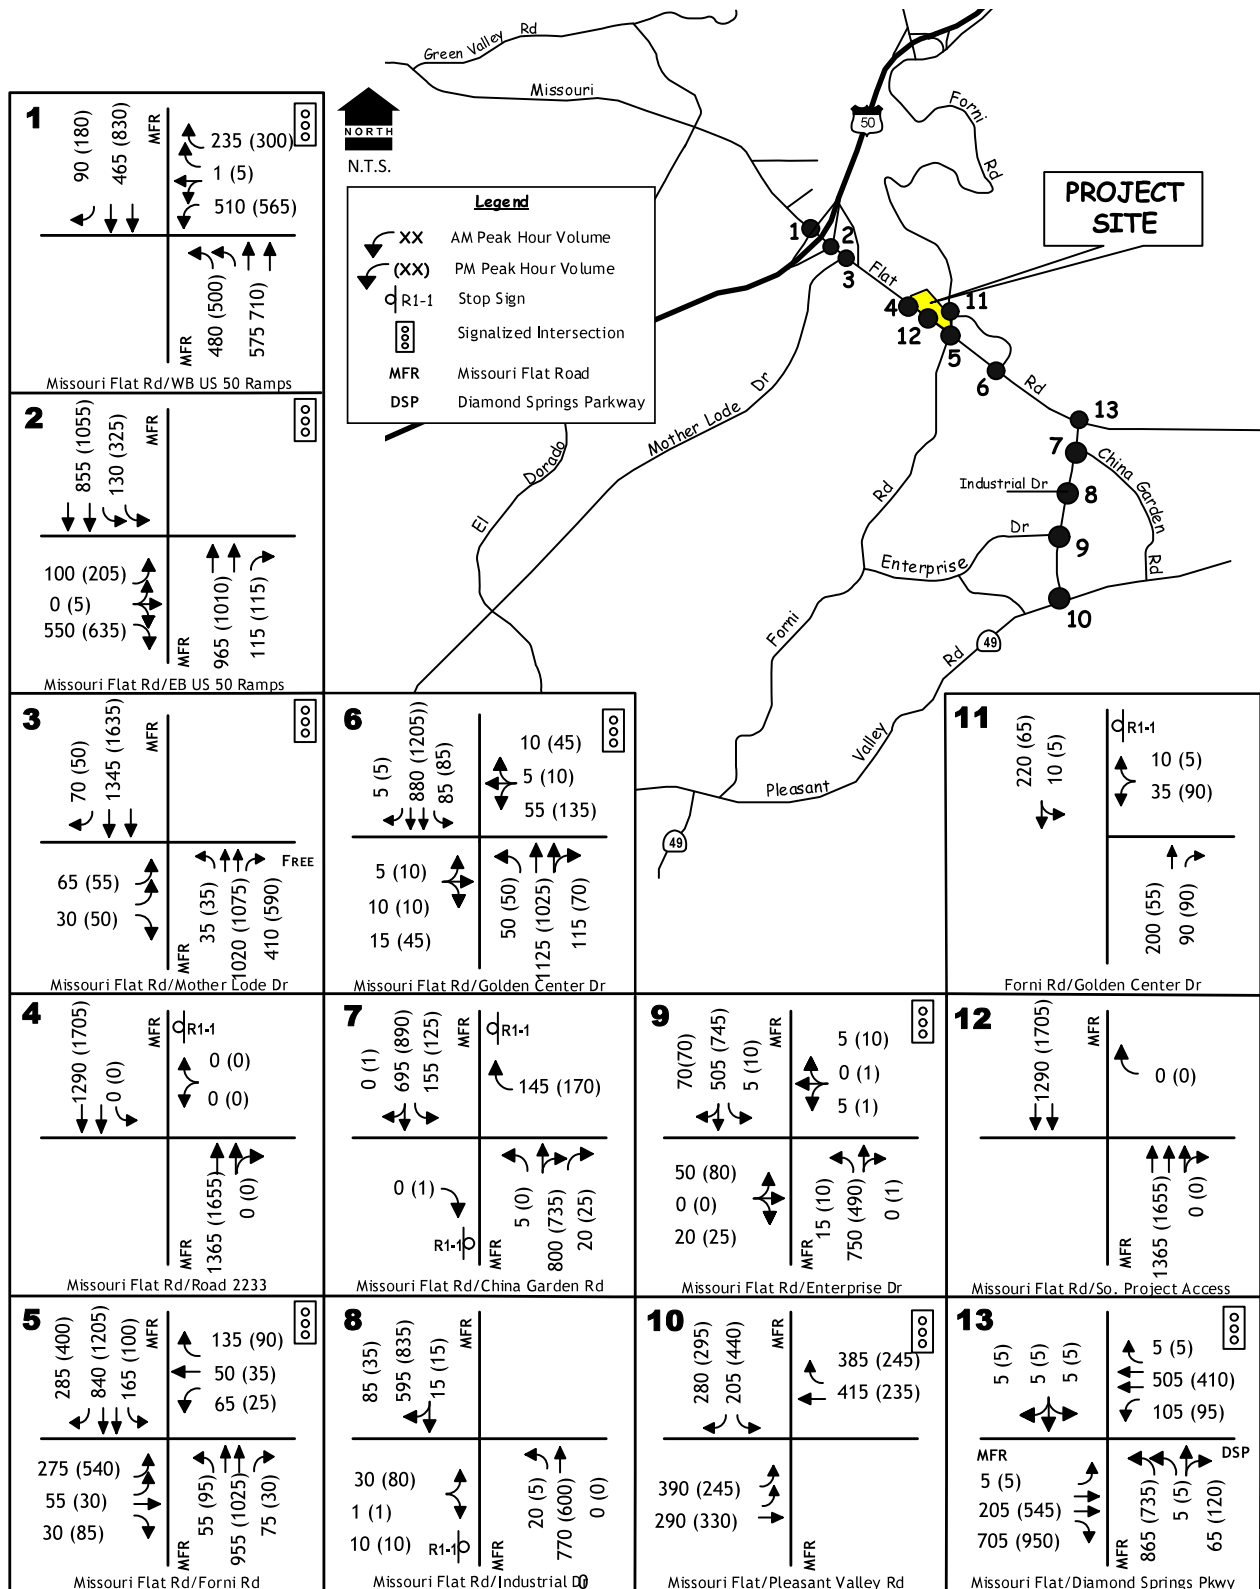 Green Valley Rd
Missouri
Forni
Rd
50
NORTH
N.T.S.
PROJECT
SITE
Legend
XX AM Peak Hour Volume
(XX) PM Peak Hour Volume
R1-1 Stop Sign
Signalized Intersection
MFR Missouri Flat Road
DSP Diamond Springs Parkway
1
2
3
Flat
4
11
12
5
6
Rd
13
7
China Garden
Rd
Industrial Dr
8
Dr
9
Enterprise
10
Mother Lode Dr
El
Dorado
Rd
Forni
49
Rd
Valley
Pleasant
49
1
90 (180)
465 (830)
MFR
235 (300)
1 (5)
510 (565)
MFR
480 (500)
575 710)
Missouri Flat Rd/WB US 50 Ramps
2
855 (1055)
130 (325)
MFR
100 (205)
0 (5)
550 (635)
MFR
965 (1010)
115 (115)
Missouri Flat Rd/EB US 50 Ramps
3
70 (50)
1345 (1635)
MFR
65 (55)
30 (50)
FREE
MFR
35 (35)
1020 (1075)
410 (590)
Missouri Flat Rd/Mother Lode Dr
6
5 (5)
880 (1205))
85 (85)
10 (45)
5 (10)
55 (135)
5 (10)
10 (10)
15 (45)
50 (50)
1125 (1025)
115 (70)
Missouri Flat Rd/Golden Center Dr
11
220 (65)
10 (5)
R1-1
10 (5)
35 (90)
200 (55)
90 (90)
Forni Rd/Golden Center Dr
4
1290 (1705)
0 (0)
MFR
R1-1
0 (0)
0 (0)
MFR
1365 (1655)
0 (0)
Missouri Flat Rd/Road 2233
7
0 (1)
695 (890)
155 (125)
MFR
R1-1
145 (170)
0 (1)
R1-1
MFR
5 (0)
800 (735)
20 (25)
Missouri Flat Rd/China Garden Rd
9
70(70)
505 (745)
5 (10)
MFR
5 (10)
0 (1)
5 (1)
50 (80)
0 (0)
20 (25)
MFR
15 (10)
750 (490)
0 (1)
Missouri Flat Rd/Enterprise Dr
12
1290 (1705)
MFR
0 (0)
MFR
1365 (1655)
0 (0)
Missouri Flat Rd/So. Project Access
5
285 (400)
840 (1205)
165 (100)
MFR
135 (90)
50 (35)
65 (25)
275 (540)
55 (30)
30 (85)
MFR
55 (95)
955 (1025)
75 (30)
Missouri Flat Rd/Forni Rd
8
85 (35)
595 (835)
15 (15)
MFR
30 (80)
1 (1)
10 (10)
R1-1
MFR
20 (5)
770 (600)
0 (0)
Missouri Flat Rd/Industrial Dr
10
280 (295)
205 (440)
MFR
385 (245)
415 (235)
390 (245)
290 (330)
MFR
Missouri Flat/Pleasant Valley Rd
13
5 (5)
5 (5)
5 (5)
5 (5)
505 (410)
105 (95)
MFR
5 (5)
205 (545)
705 (950)
DSP
MFR
865 (735)
5 (5)
65 (120)
Missouri Flat/Diamond Springs Pkwy